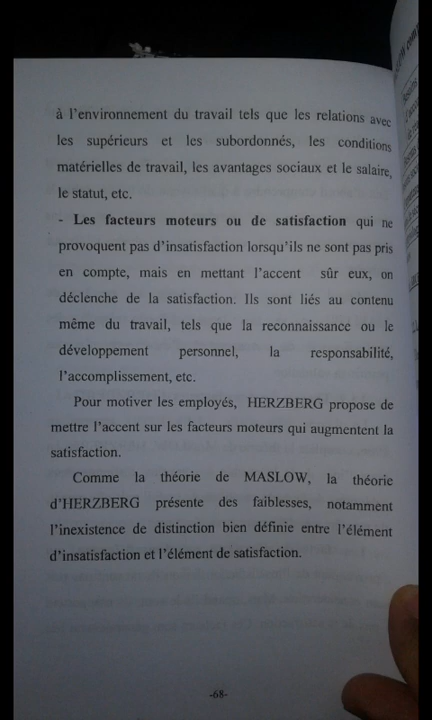 à l'environnement du travail tels que les relations avec
les supérieurs et les subordonnés, les conditions
matérielles de travail, les avantages sociaux et le salaire,
le statut, etc.
- Les facteurs moteurs ou de satisfaction qui ne
provoquent pas d'insatisfaction lorsqu'ils ne sont pas pris
en compte, mais en mettant l'accent sûr eux, on
déclenche de la satisfaction. Ils sont liés au contenu
même du travail, tels que la reconnaissance ou le
développement personnel, la responsabilité,
l'accomplissement, etc.
Pour motiver les employés, HERZBERG propose de
mettre l'accent sur les facteurs moteurs qui augmentent la
satisfaction.
Comme la théorie de MASLOW, la théorie
d'HERZBERG présente des faiblesses, notamment
l'inexistence de distinction bien définie entre l'élément
d'insatisfaction et l'élément de satisfaction.
-68-